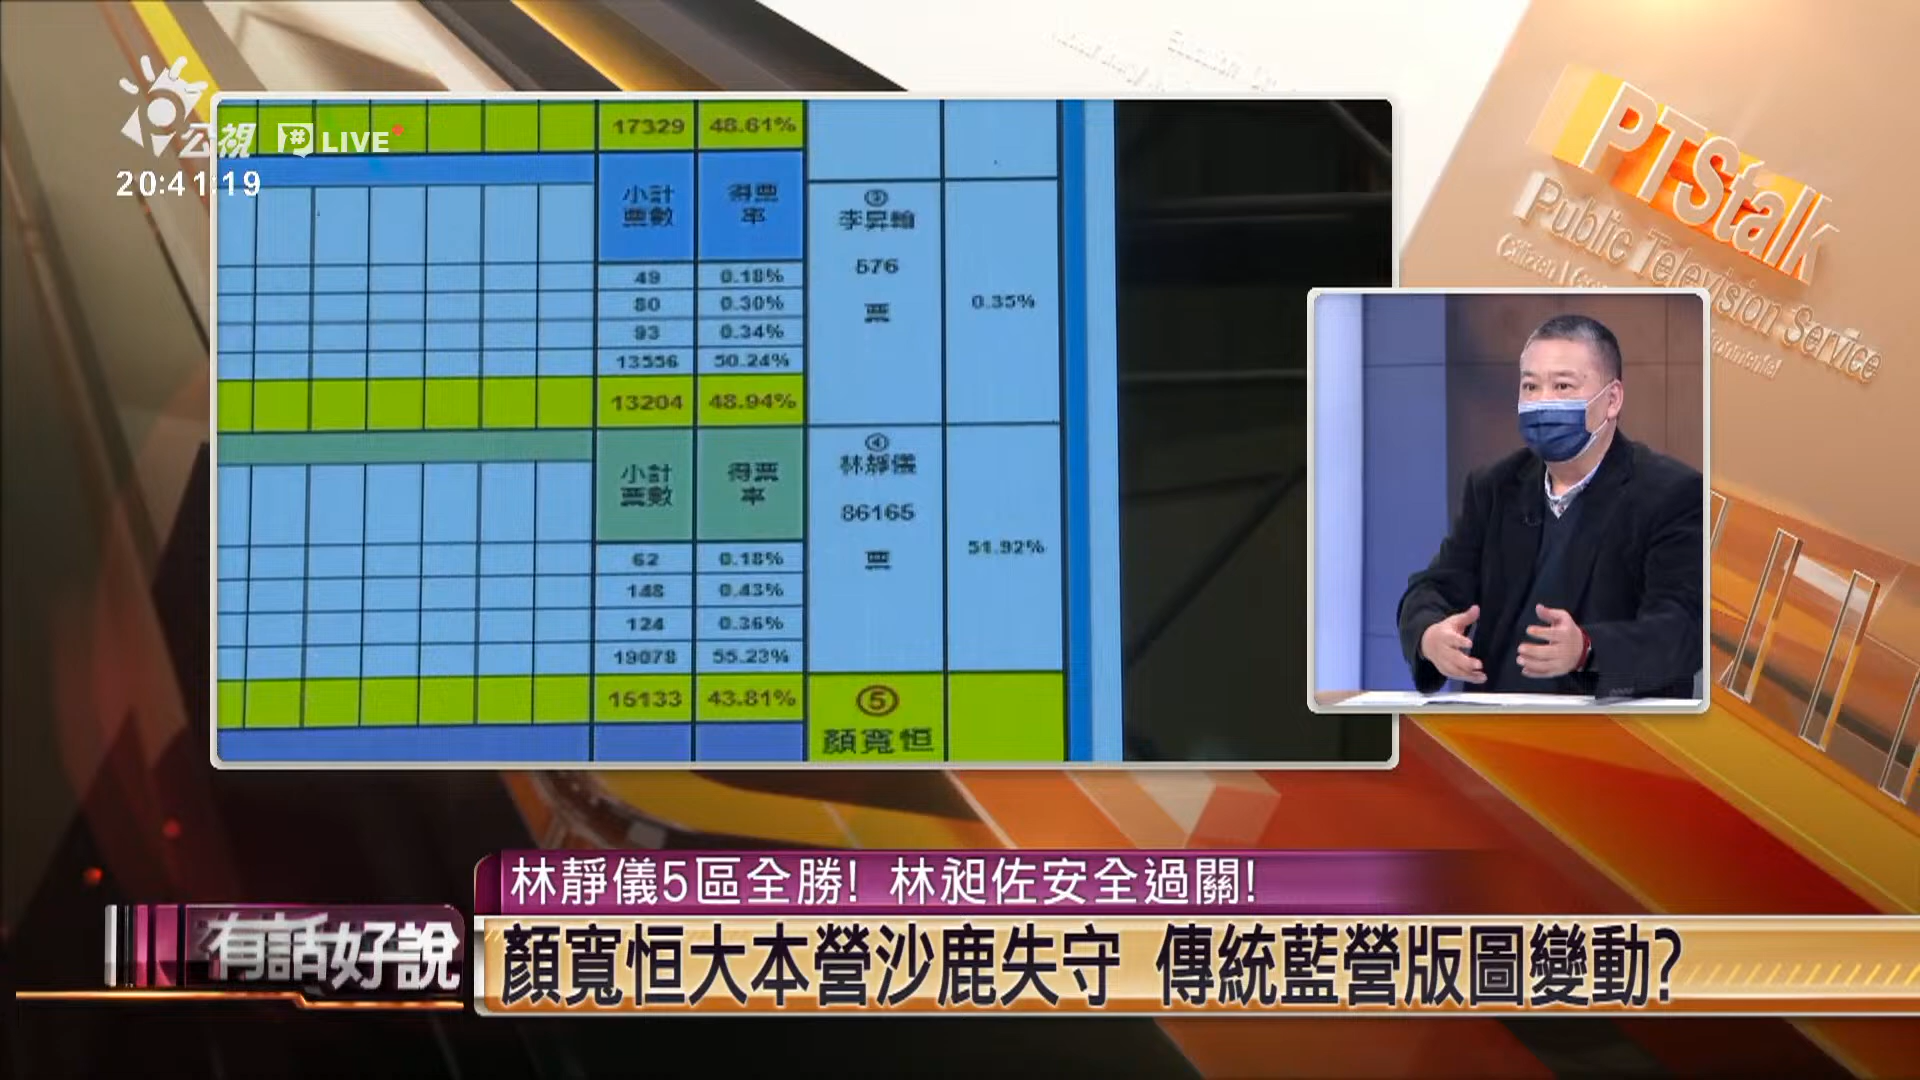 公視
LIVE
20:41:19
17329 48.61%
小計票數 得票率
49 0.18%
80 0.30%
93 0.34%
13556 50.24%
13204 48.94%
③
李昇翰
576
票
0.35%
小計票數 得票率
62 0.18%
148 0.43%
124 0.36%
19078 55.23%
15133 43.81%
④
林靜儀
86165
票
51.92%
⑤
顏寬恒
PTStalk
Public Television Service
林靜儀5區全勝! 林昶佐安全過關!
有話好說
顏寬恒大本營沙鹿失守 傳統藍營版圖變動?